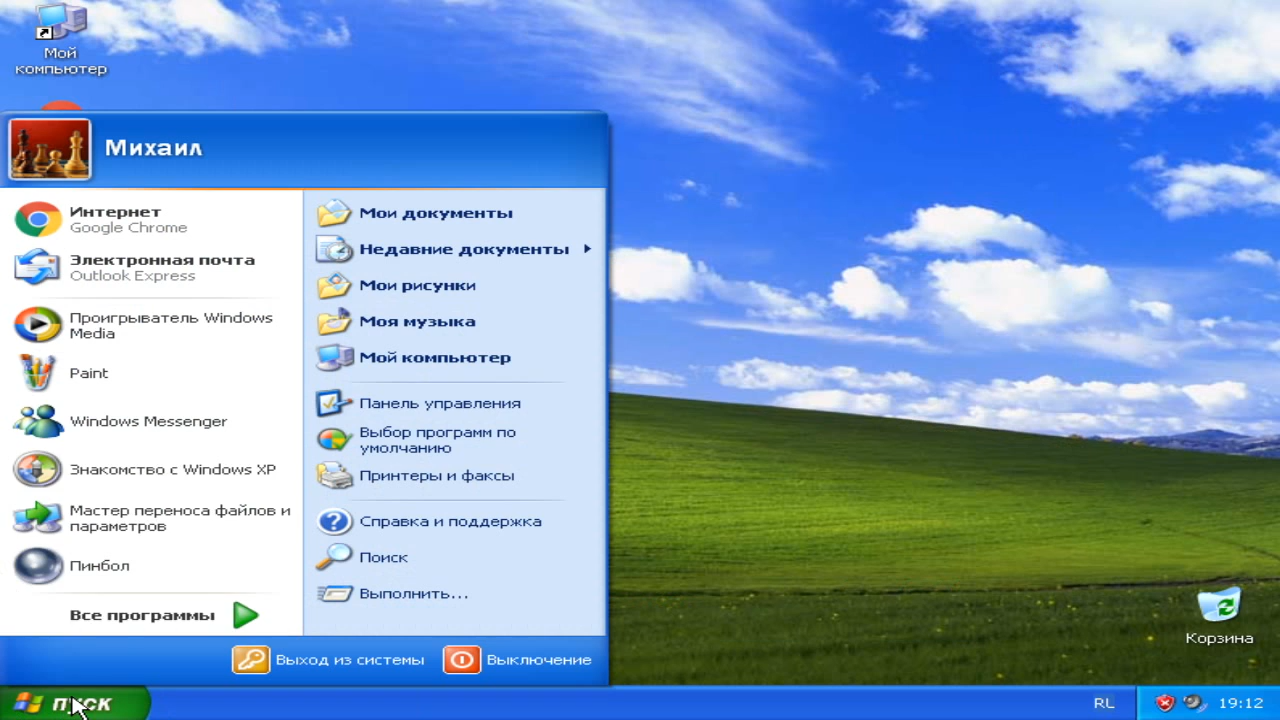 Мой
компьютер
Михаил
Интернет
Google Chrome
Электронная почта
Outlook Express
Проигрыватель Windows
Media
Paint
Windows Messenger
Знакомство с Windows XP
Мастер переноса файлов и
параметров
Пинбол
Все программы
Мои документы
Недавние документы
Мои рисунки
Моя музыка
Мой компьютер
Панель управления
Выбор программ по
умолчанию
Принтеры и факсы
Справка и поддержка
Поиск
Выполнить...
Выход из системы
Выключение
Корзина
пуск
RL
19:12